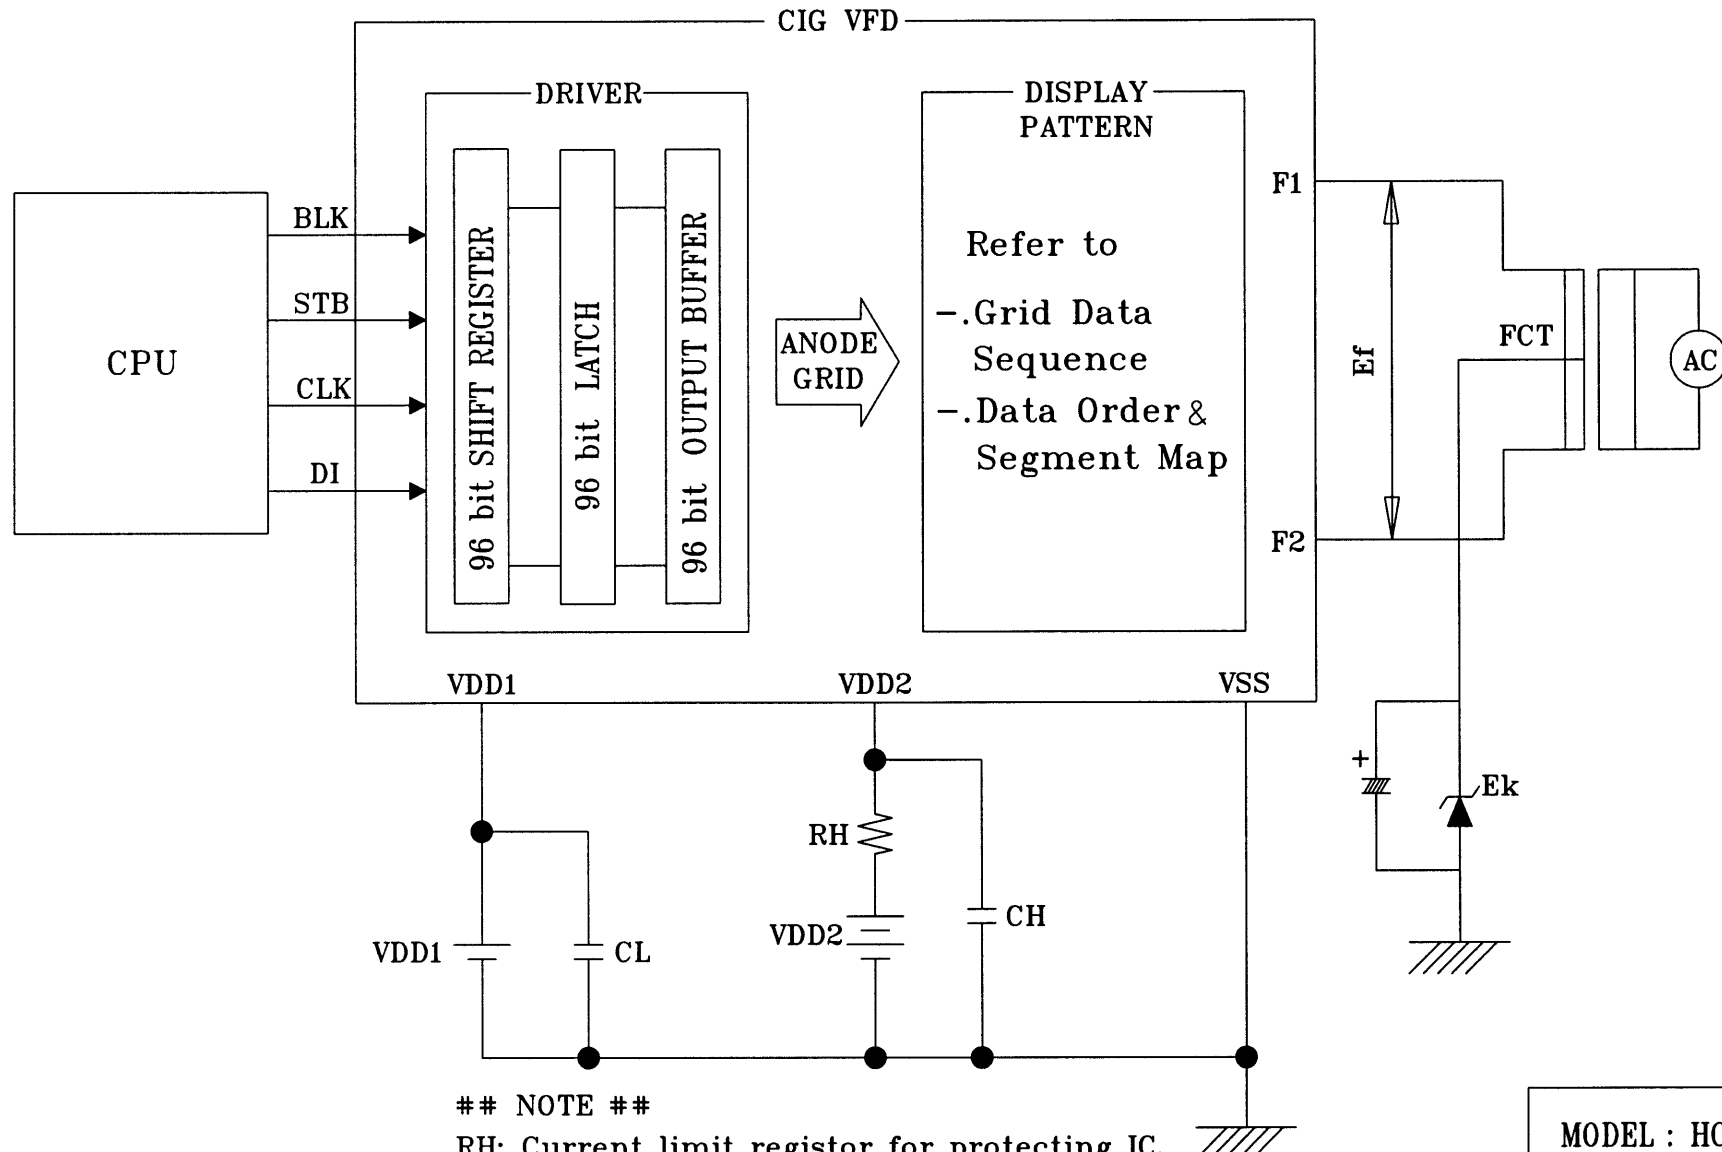 CIG VFD
DRIVER
DISPLAY
PATTERN
CPU
BLK
STB
CLK
DI
96 bit SHIFT REGISTER
96 bit LATCH
96 bit OUTPUT BUFFER
ANODE
GRID
Refer to
-.Grid Data
Sequence
-.Data Order &
Segment Map
F1
F2
Ef
FCT
AC
VDD1
VDD2
VSS
+
Ek
RH
VDD1
CL
VDD2
CH
## NOTE ##
RH: Current limit registor for protecting IC.
MODEL : HC